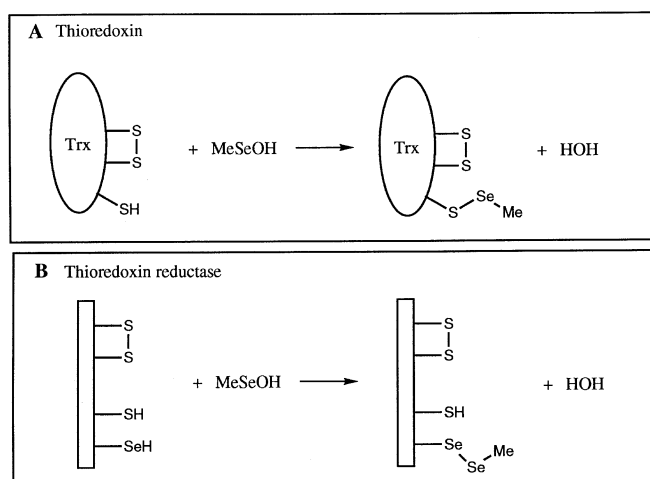 A Thioredoxin
Trx
S
S
SH
+ MeSeOH
Trx
S
S
S
Se
Me
+ HOH
B Thioredoxin reductase
S
S
SH
SeH
+ MeSeOH
S
S
SH
Se
Se
Me
+ HOH